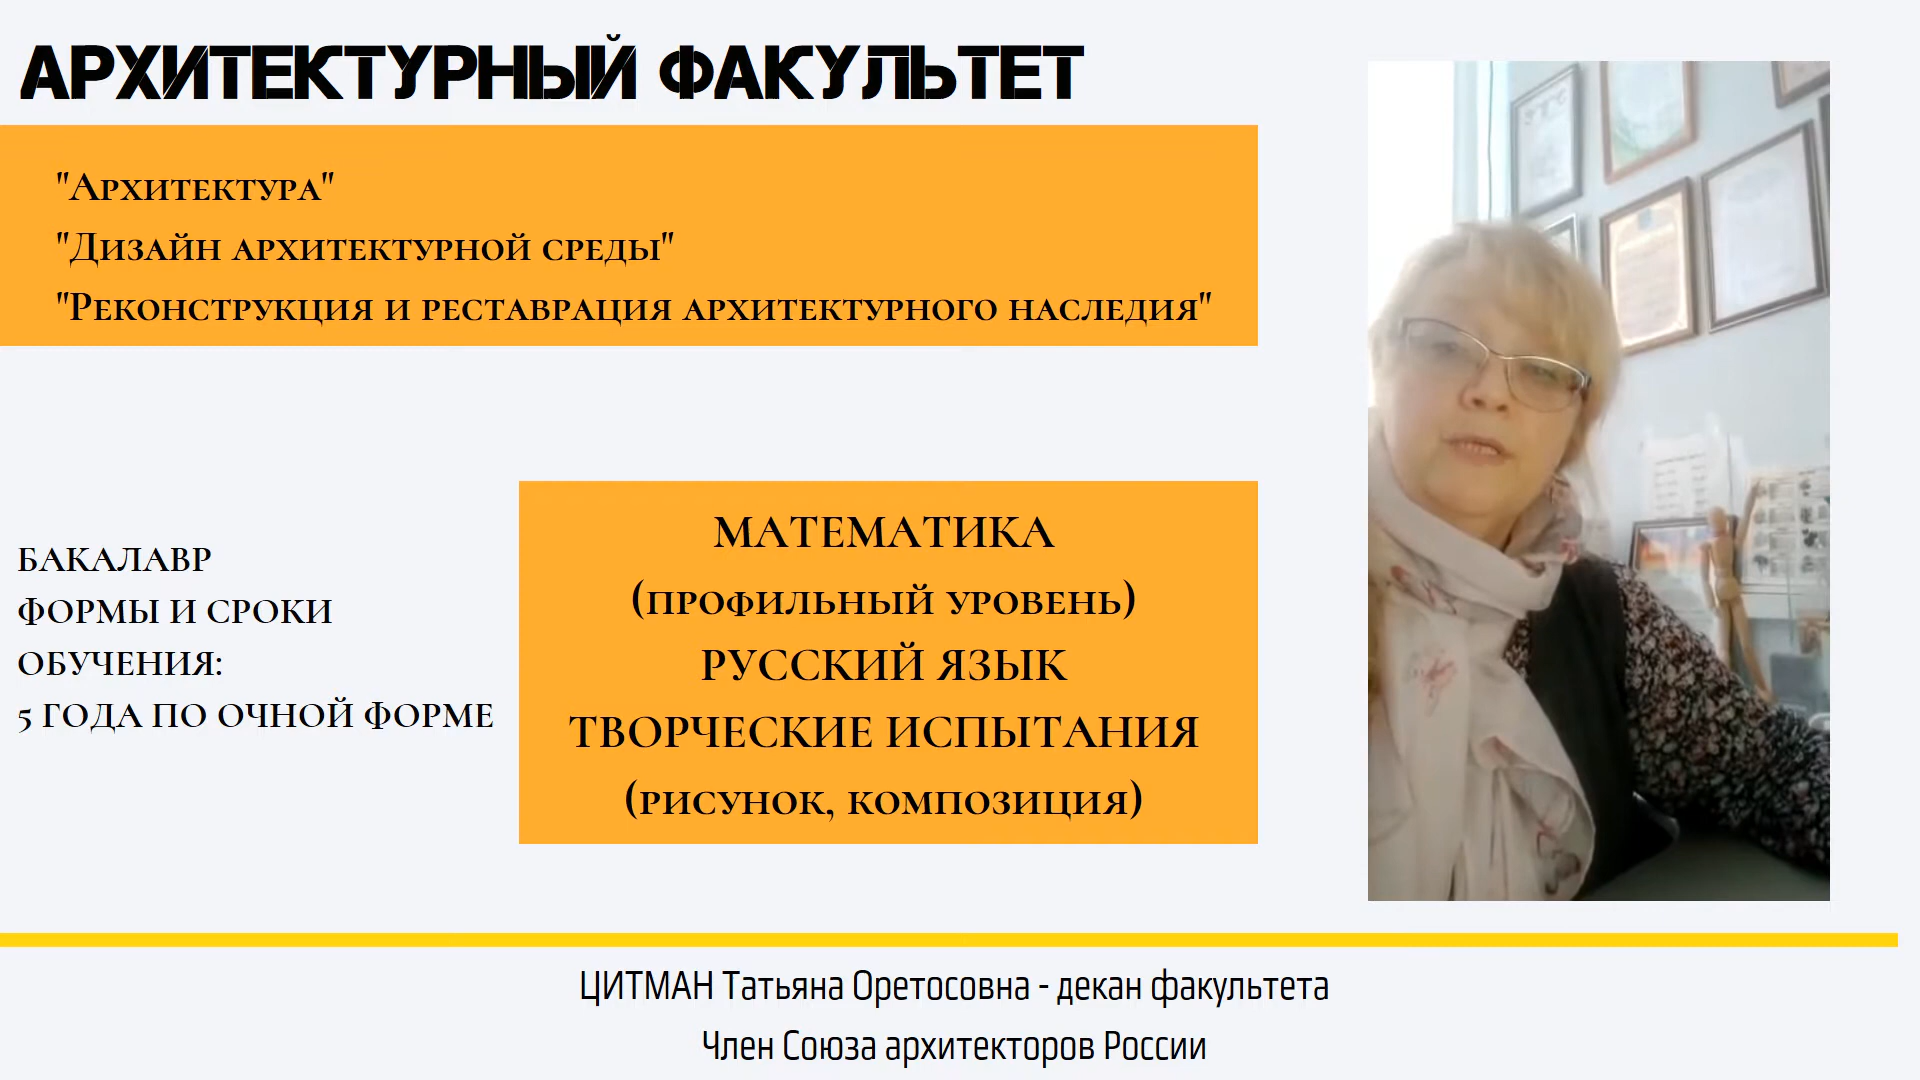 АРХИТЕКТУРНЫЙ ФАКУЛЬТЕТ
"Архитектура"
"Дизайн архитектурной среды"
"Реконструкция и реставрация архитектурного наследия"
БАКАЛАВР
ФОРМЫ И СРОКИ
ОБУЧЕНИЯ:
5 ГОДА ПО ОЧНОЙ ФОРМЕ
МАТЕМАТИКА
(профильный уровень)
РУССКИЙ ЯЗЫК
ТВОРЧЕСКИЕ ИСПЫТАНИЯ
(рисунок, композиция)
ЦИТМАН Татьяна Оретосовна - декан факультета
Член Союза архитекторов России